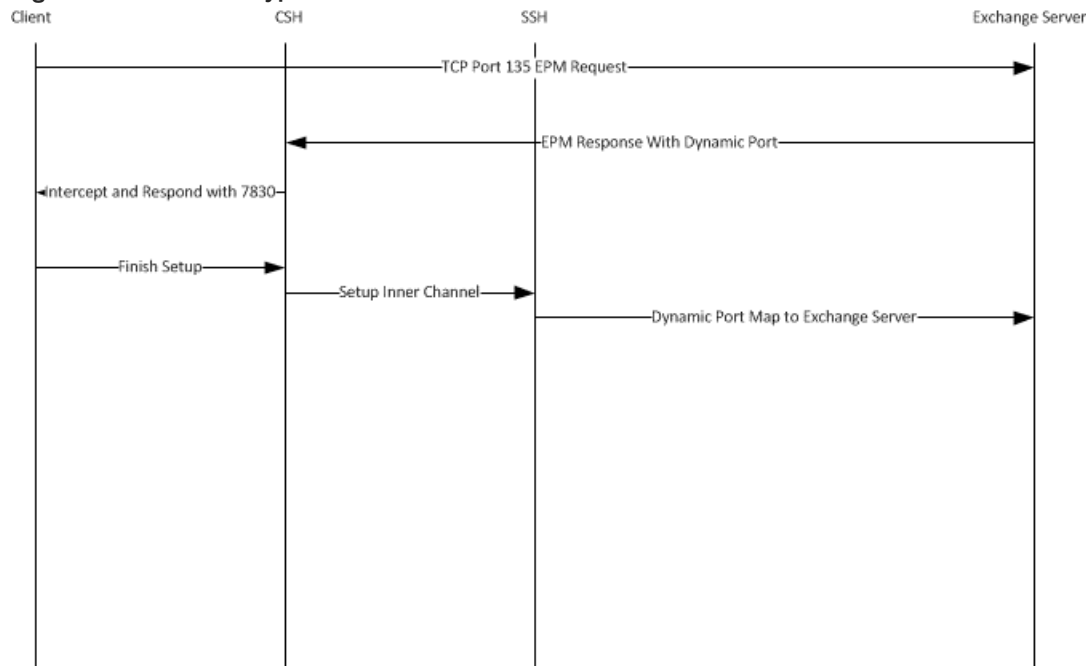 Client CSH SSH Exchange Server
TCP Port 135 EPM Request
EPM Response With Dynamic Port
Intercept and Respond with 7830
Finish Setup
Setup Inner Channel
Dynamic Port Map to Exchange Server